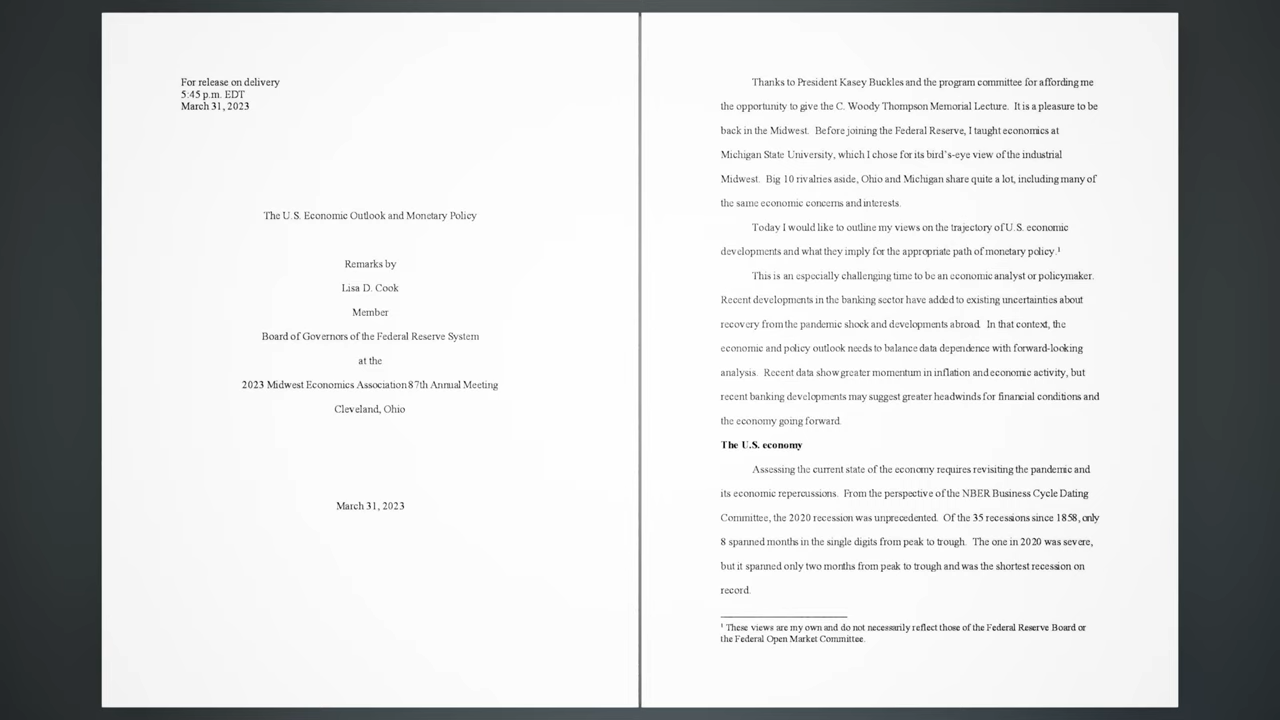 For release on delivery
5:45 p.m. EDT
March 31, 2023
The U.S. Economic Outlook and Monetary Policy
Remarks by
Lisa D. Cook
Member
Board of Governors of the Federal Reserve System
at the
2023 Midwest Economics Association 87th Annual Meeting
Cleveland, Ohio
March 31, 2023
Thanks to President Kasey Buckles and the program committee for affording me
the opportunity to give the C. Woody Thompson Memorial Lecture. It is a pleasure to be
back in the Midwest. Before joining the Federal Reserve, I taught economics at
Michigan State University, which I chose for its bird's-eye view of the industrial
Midwest. Big 10 rivalries aside, Ohio and Michigan share quite a lot, including many of
the same economic concerns and interests.
Today I would like to outline my views on the trajectory of U.S. economic
developments and what they imply for the appropriate path of monetary policy.¹
This is an especially challenging time to be an economic analyst or policymaker.
Recent developments in the banking sector have added to existing uncertainties about
recovery from the pandemic shock and developments abroad. In that context, the
economic and policy outlook needs to balance data dependence with forward-looking
analysis. Recent data show greater momentum in inflation and economic activity, but
recent banking developments may suggest greater headwinds for financial conditions and
the economy going forward.
The U.S. economy
Assessing the current state of the economy requires revisiting the pandemic and
its economic repercussions. From the perspective of the NBER Business Cycle Dating
Committee, the 2020 recession was unprecedented. Of the 35 recessions since 1858, only
8 spanned months in the single digits from peak to trough. The one in 2020 was severe,
but it spanned only two months from peak to trough and was the shortest recession on
record.
¹ These views are my own and do not necessarily reflect those of the Federal Reserve Board or
the Federal Open Market Committee.